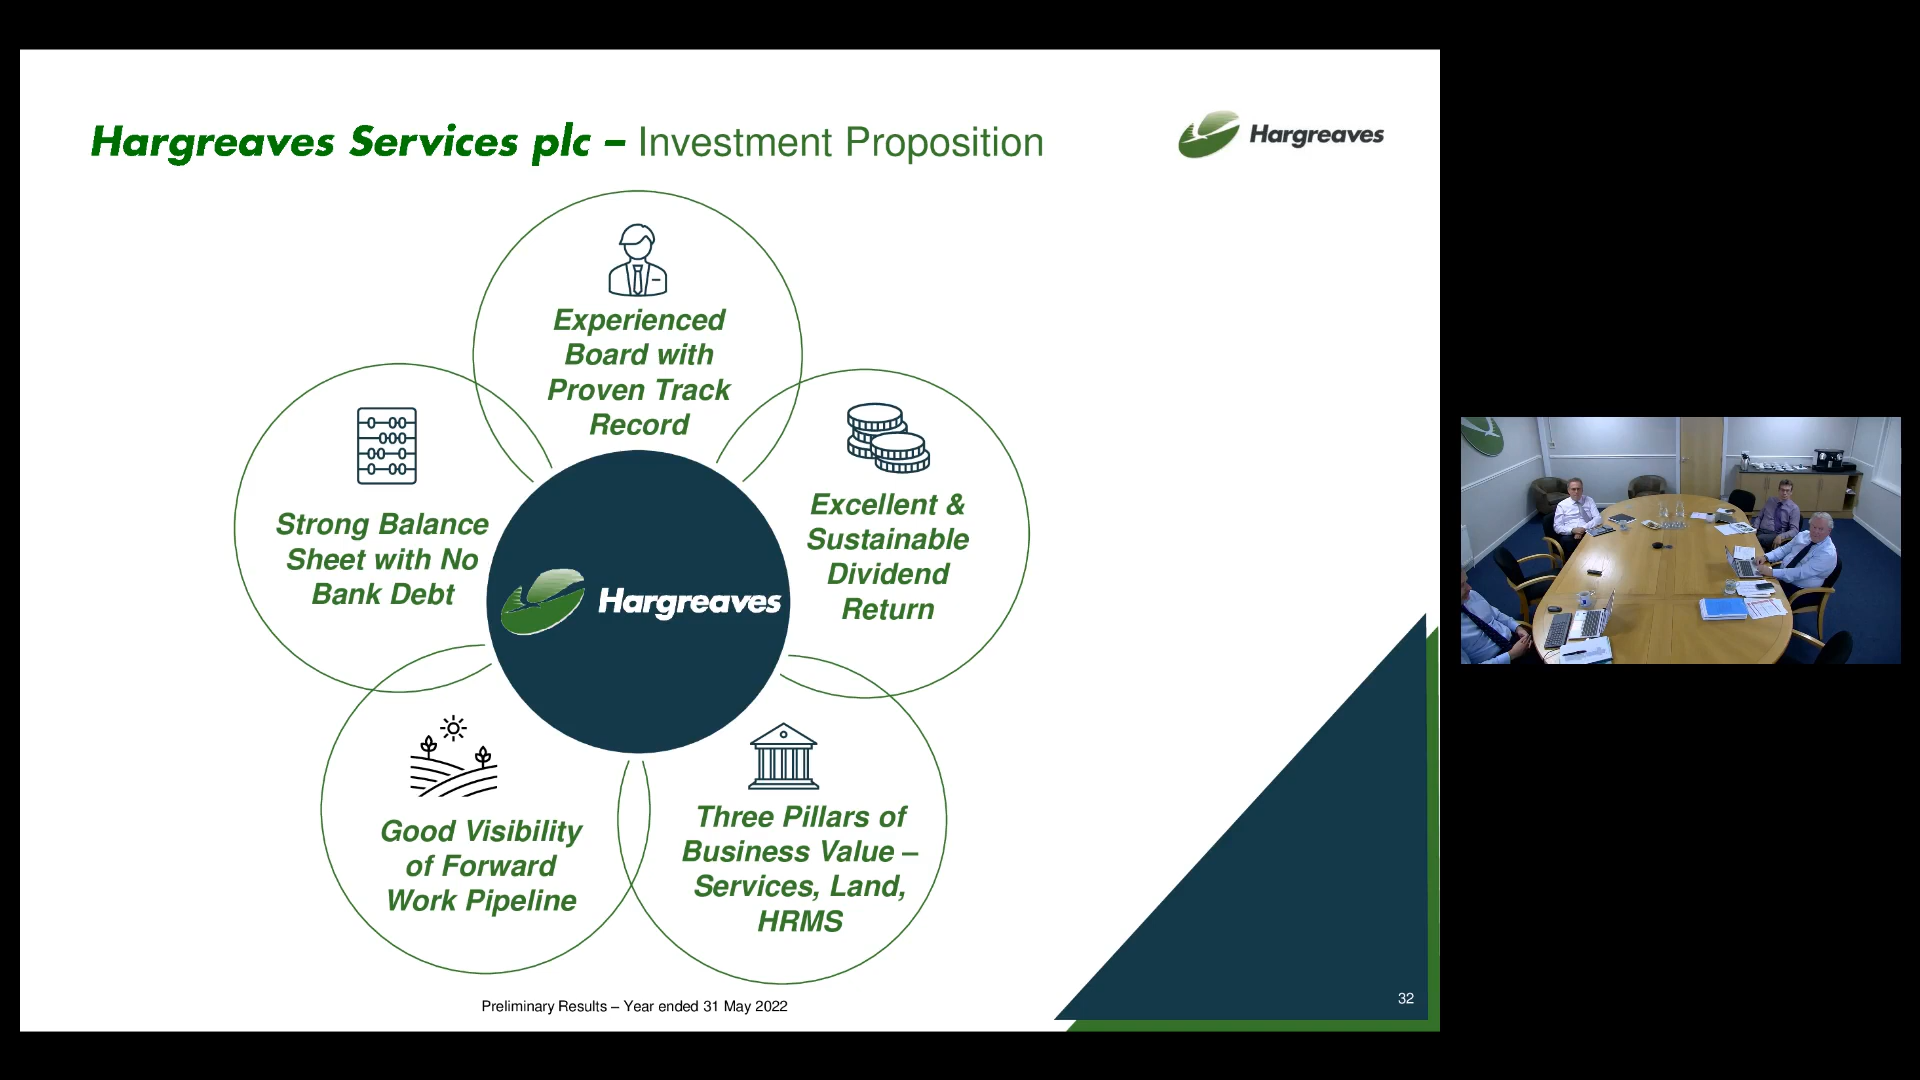 Hargreaves Services plc – Investment Proposition
Hargreaves
Experienced
Board with
Proven Track
Record
Strong Balance
Sheet with No
Bank Debt
Excellent &
Sustainable
Dividend
Return
Hargreaves
Good Visibility
of Forward
Work Pipeline
Three Pillars of
Business Value –
Services, Land,
HRMS
Preliminary Results – Year ended 31 May 2022
32